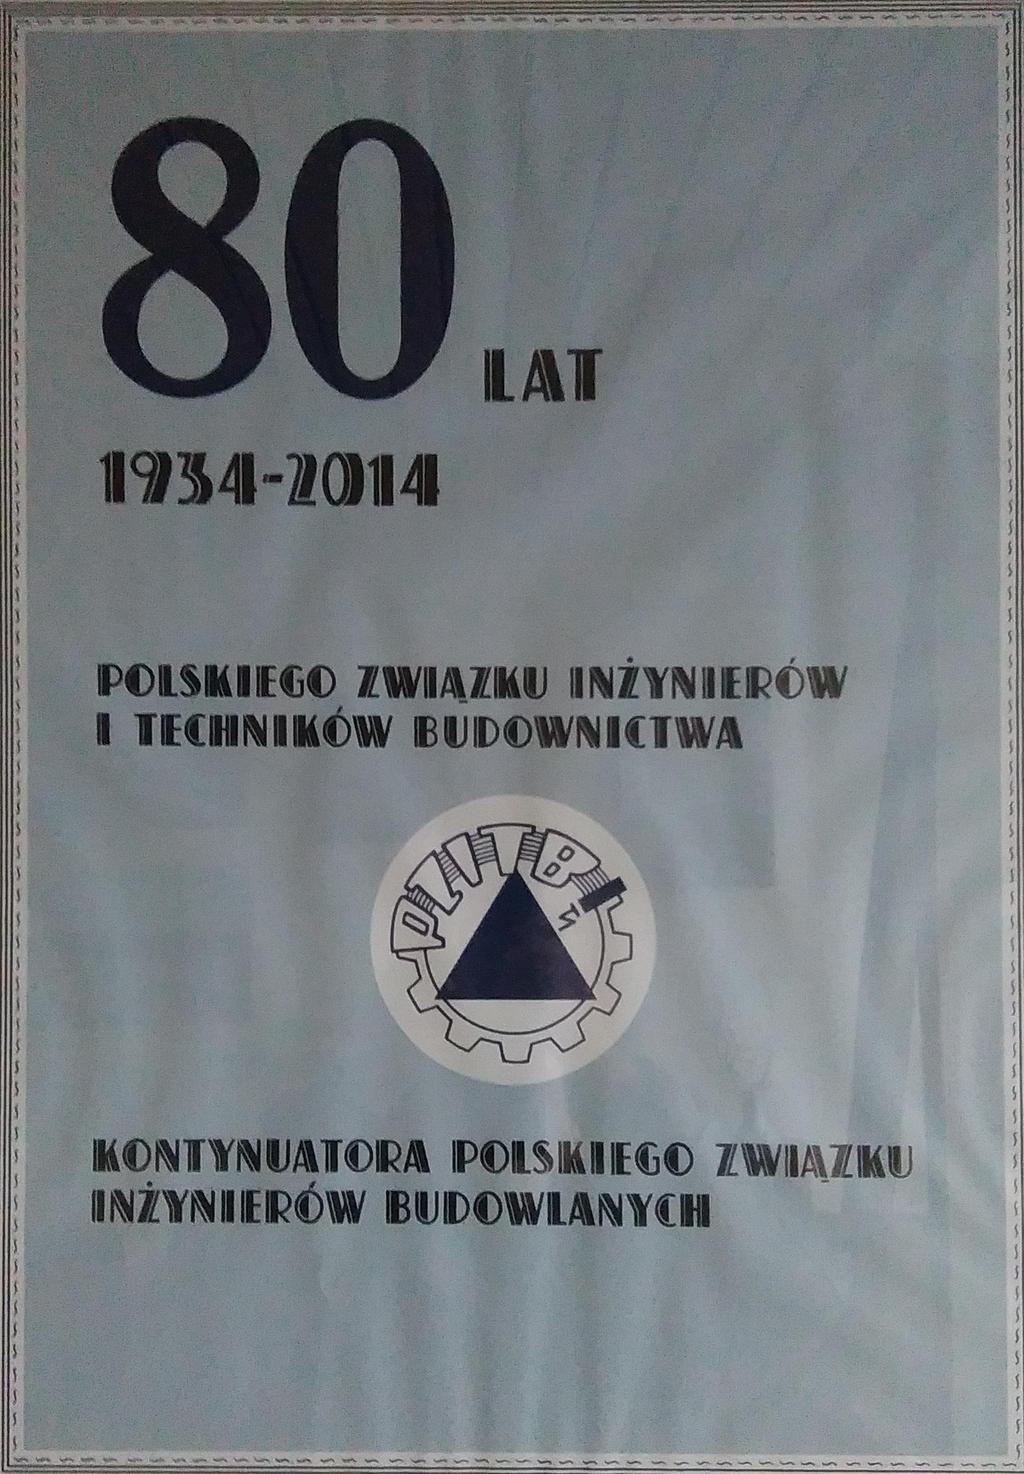 80 LAT
1934-2014
POLSKIEGO ZWIĄZKU INŻYNIERÓW
I TECHNIKÓW BUDOWNICTWA
PZITB
KONTYNUATORA POLSKIEGO ZWIĄZKU
INŻYNIERÓW BUDOWLANYCH